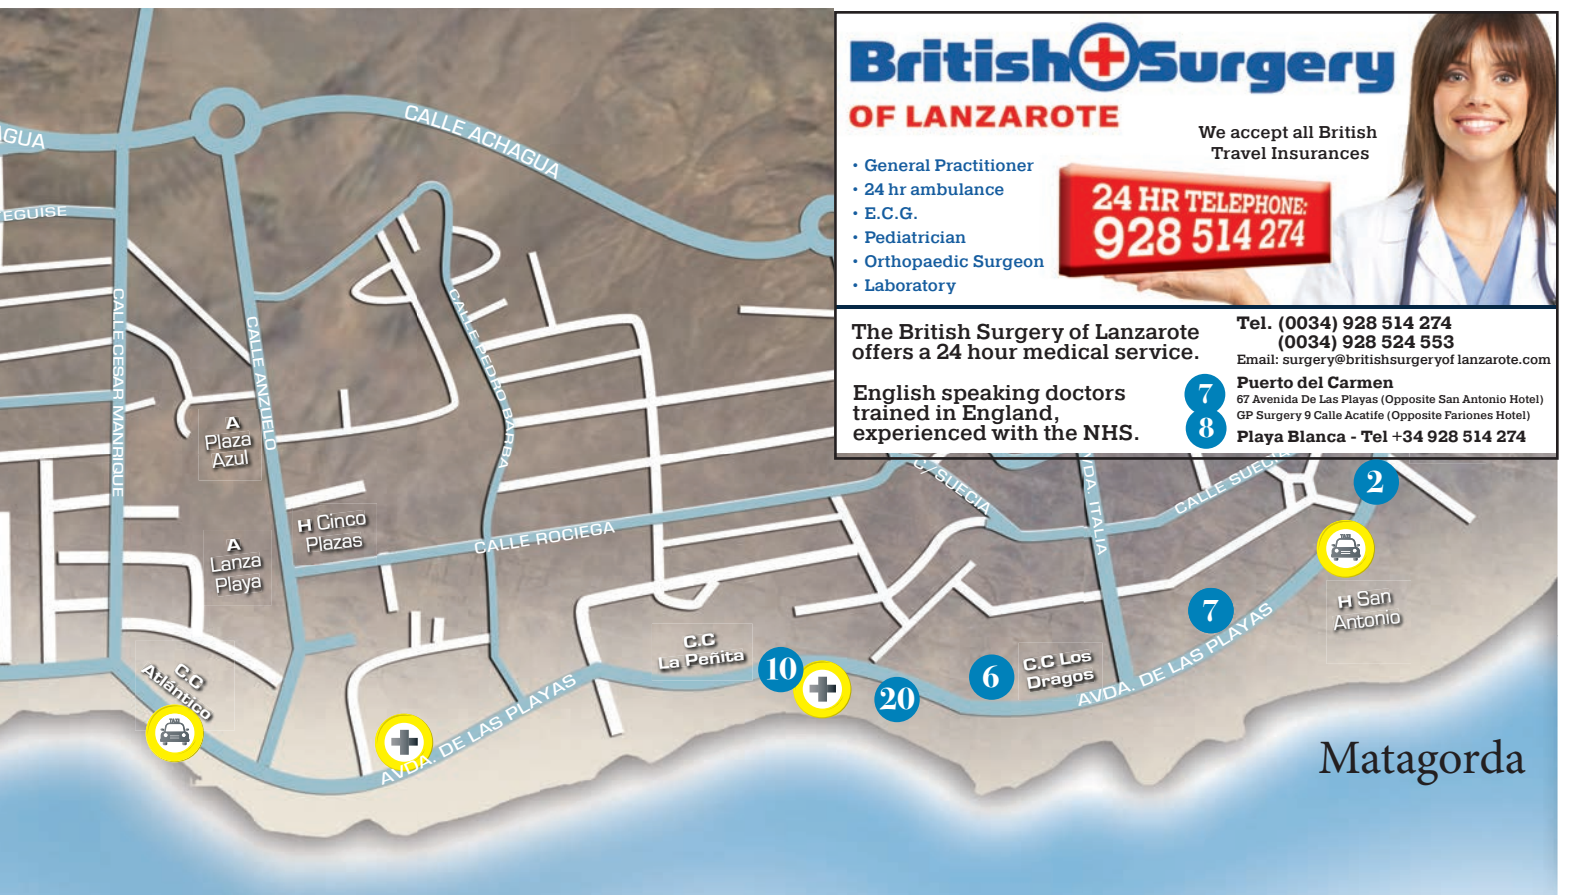 British Surgery
OF LANZAROTE
We accept all British
Travel Insurances
• General Practitioner
• 24 hr ambulance
• E.C.G.
• Pediatrician
• Orthopaedic Surgeon
• Laboratory
24 HR TELEPHONE:
928 514 274
The British Surgery of Lanzarote
offers a 24 hour medical service.
English speaking doctors
trained in England,
experienced with the NHS.
Tel. (0034) 928 514 274
(0034) 928 524 553
Email: surgery@britishsurgeryof lanzarote.com
7
8
Puerto del Carmen
67 Avenida De Las Playas (Opposite San Antonio Hotel)
GP Surgery 9 Calle Acatife (Opposite Fariones Hotel)
Playa Blanca - Tel +34 928 514 274
AGUA
CALLE ACHAGUA
EGUISE
CALLE CESAR MANRIQUE
CALLE ANZUELO
CALLE PEDRO BARBA
A
Plaza
Azul
H Cinco
Plazas
A
Lanza
Playa
CALLE ROCIEGA
C/ SUECIA
VDA. ITALIA
CALLE SUECIA
2
TAXI
H San
Antonio
7
C.C
Atlántico
TAXI
C.C
La Peñita
10
20
6
C.C Los
Dragos
AVDA. DE LAS PLAYAS
AVDA. DE LAS PLAYAS
Matagorda